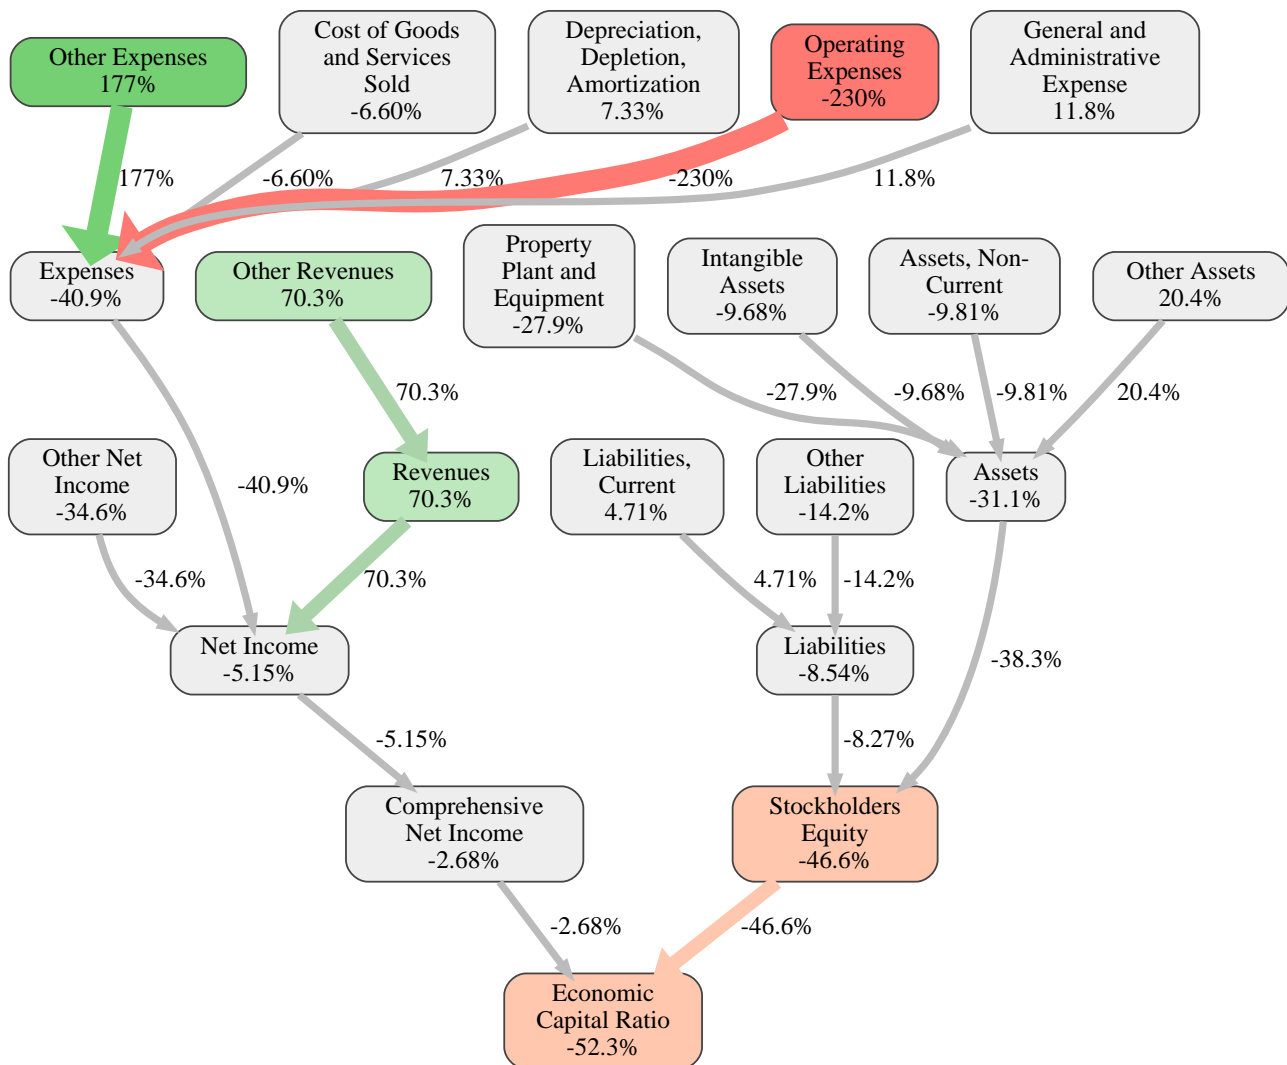 Other Expenses
177%
Cost of Goods
and Services
Sold
-6.60%
Depreciation,
Depletion,
Amortization
7.33%
Operating
Expenses
-230%
General and
Administrative
Expense
11.8%
177%
-6.60%
7.33%
-230%
11.8%
Expenses
-40.9%
Other Revenues
70.3%
Property
Plant and
Equipment
-27.9%
Intangible
Assets
-9.68%
Assets, Non-
Current
-9.81%
Other Assets
20.4%
70.3%
-27.9%
-9.68%
-9.81%
20.4%
Other Net
Income
-34.6%
-40.9%
Revenues
70.3%
Liabilities,
Current
4.71%
Other
Liabilities
-14.2%
Assets
-31.1%
-34.6%
70.3%
4.71%
-14.2%
Net Income
-5.15%
Liabilities
-8.54%
-38.3%
-5.15%
-8.27%
Comprehensive
Net Income
-2.68%
Stockholders
Equity
-46.6%
-2.68%
-46.6%
Economic
Capital Ratio
-52.3%